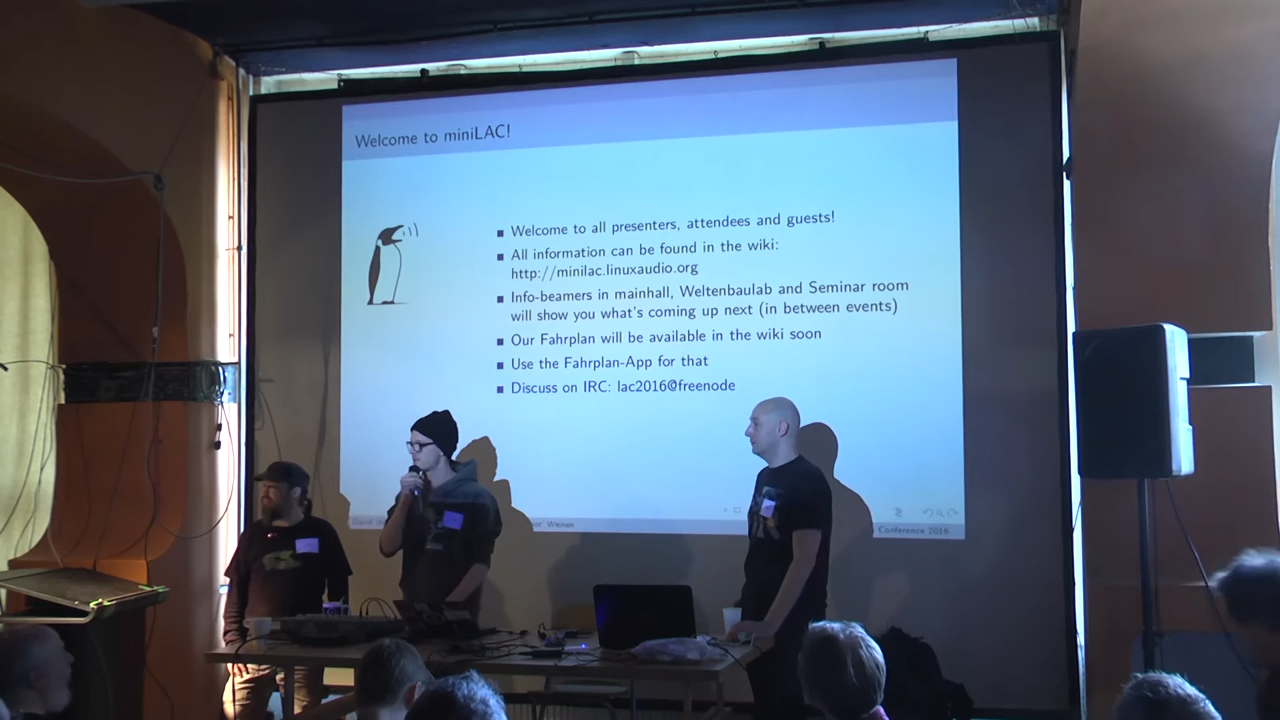 Welcome to miniLAC!
Welcome to all presenters, attendees and guests!
All information can be found in the wiki:
http://minilac.linuxaudio.org
Info-beamers in mainhall, Weltenbaulab and Seminar room
will show you what's coming up next (in between events)
Our Fahrplan will be available in the wiki soon
Use the Fahrplan-App for that
Discuss on IRC: lac2016@freenode
David
Weinen
Conference 2016